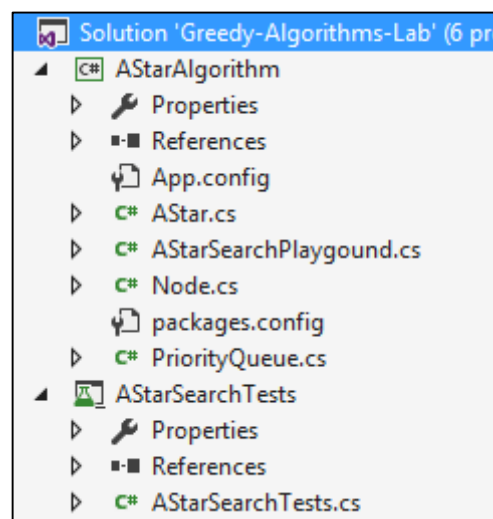 Solution 'Greedy-Algorithms-Lab' (6 pr
C# AStarAlgorithm
Properties
References
App.config
C# AStar.cs
C# AStarSearchPlaygound.cs
C# Node.cs
packages.config
C# PriorityQueue.cs
AStarSearchTests
Properties
References
C# AStarSearchTests.cs